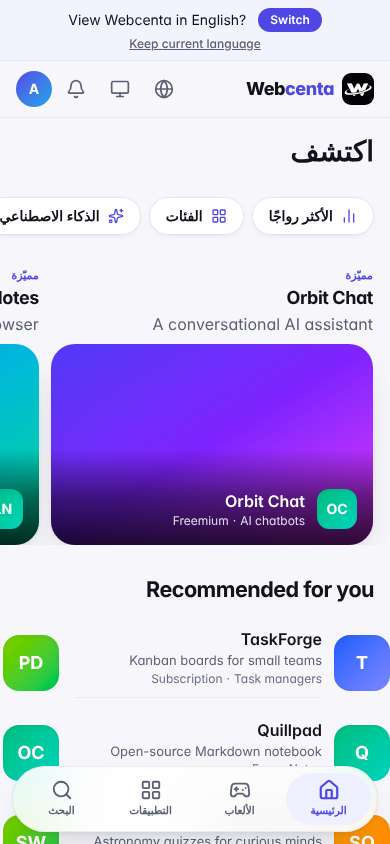 View Webcenta in English? Switch
Keep current language
Webcenta
A
اكتشف
الأكثر رواجًا
الفئات
الذكاء الاصطناعي
مميّزة
Orbit Chat
A conversational AI assistant
OC
Orbit Chat
Freemium · AI chatbots
مميّزة
Recommended for you
T
TaskForge
Kanban boards for small teams
Subscription · Task managers
PD
Q
Quillpad
Open-source Markdown notebook
OC
SQ
Astronomy quizzes for curious minds
SW
الرئيسية
الألعاب
التطبيقات
البحث